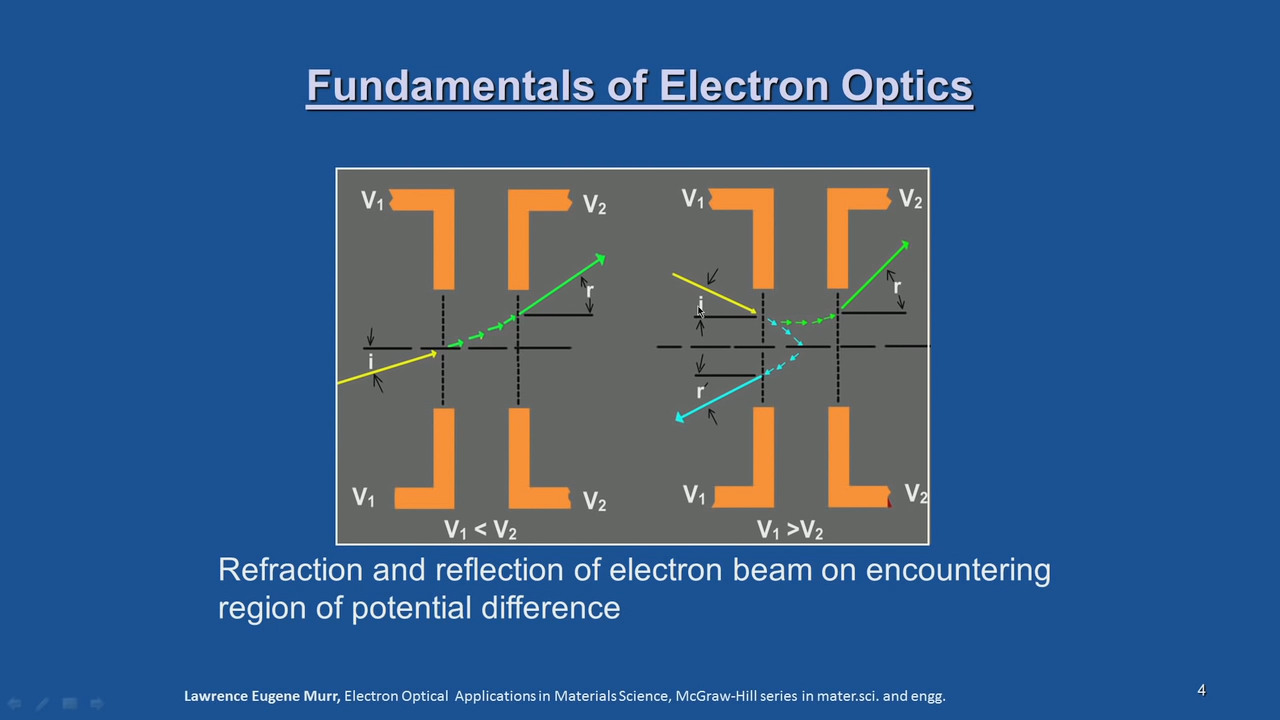 Fundamentals of Electron Optics
V₁
V₂
V₁
V₂
r
i
i
r
r′
V₁
V₂
V₁
V₂
V₁ < V₂
V₁ >V₂
Refraction and reflection of electron beam on encountering
region of potential difference
Lawrence Eugene Murr, Electron Optical Applications in Materials Science, McGraw-Hill series in mater.sci. and engg.
4